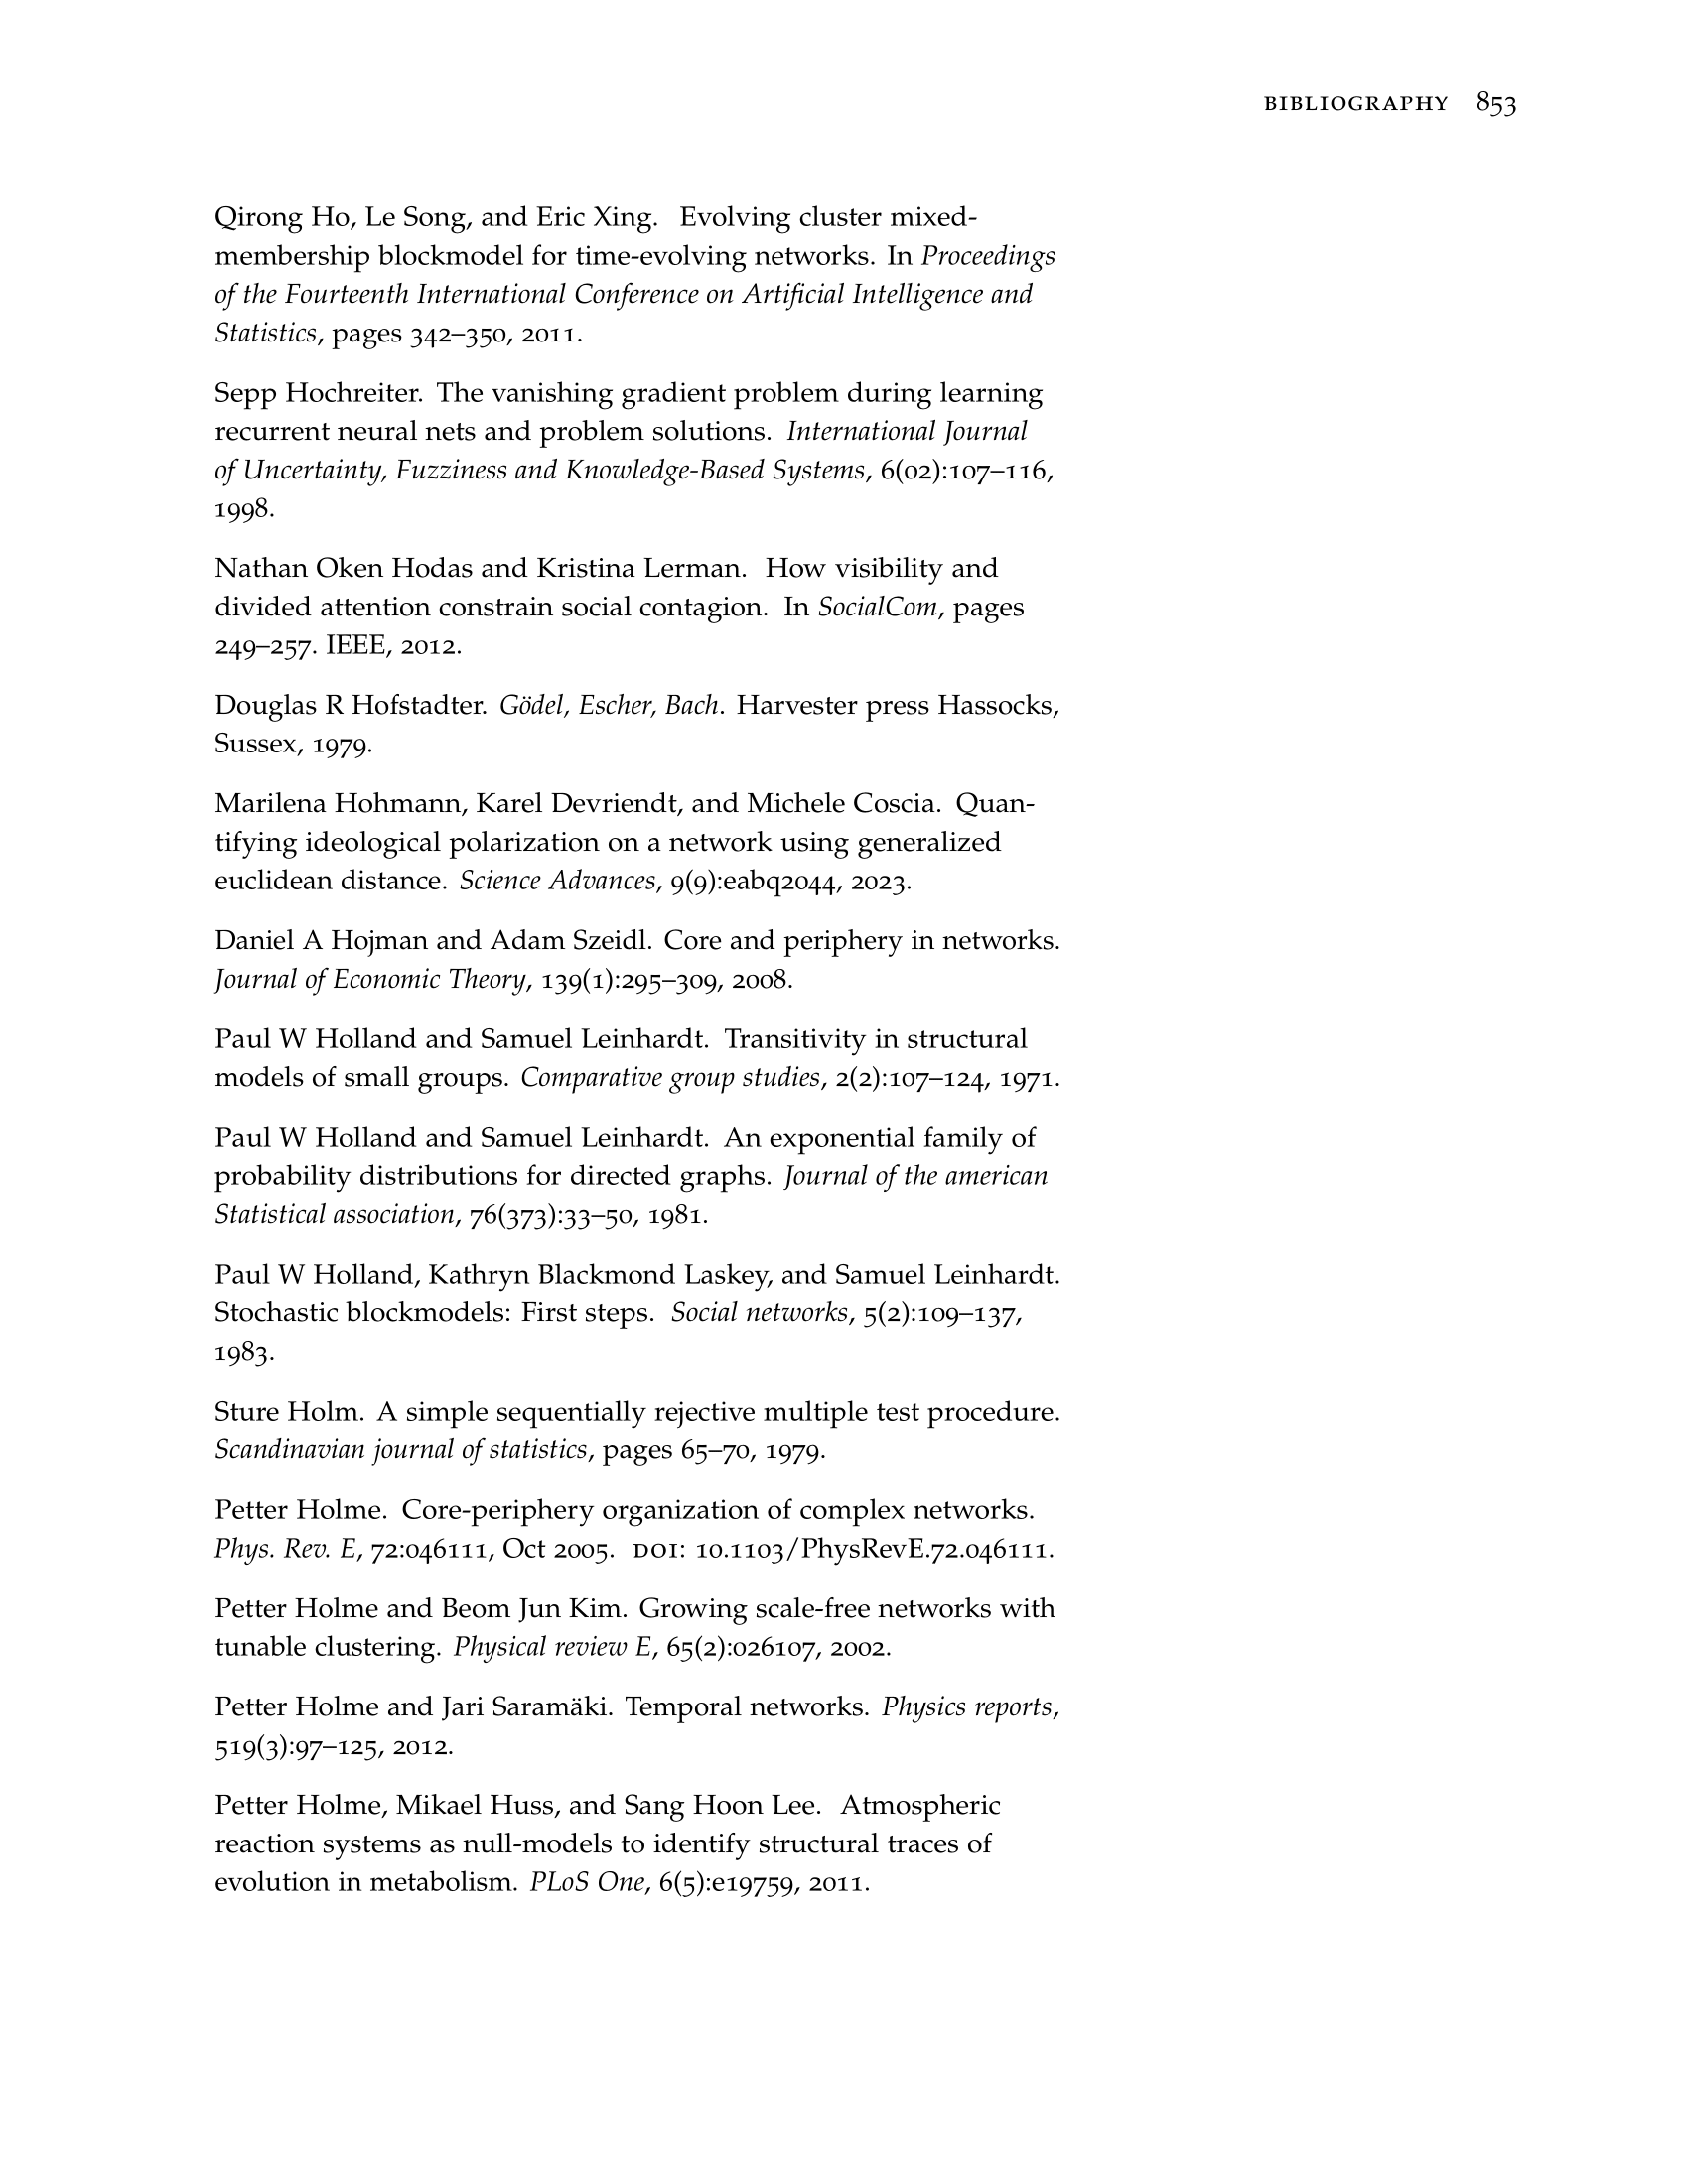 BIBLIOGRAPHY 853
Qirong Ho, Le Song, and Eric Xing. Evolving cluster mixed-
membership blockmodel for time-evolving networks. In Proceedings
of the Fourteenth International Conference on Artificial Intelligence and
Statistics, pages 342–350, 2011.
Sepp Hochreiter. The vanishing gradient problem during learning
recurrent neural nets and problem solutions. International Journal
of Uncertainty, Fuzziness and Knowledge-Based Systems, 6(02):107–116,
1998.
Nathan Oken Hodas and Kristina Lerman. How visibility and
divided attention constrain social contagion. In SocialCom, pages
249–257. IEEE, 2012.
Douglas R Hofstadter. Gödel, Escher, Bach. Harvester press Hassocks,
Sussex, 1979.
Marilena Hohmann, Karel Devriendt, and Michele Coscia. Quan-
tifying ideological polarization on a network using generalized
euclidean distance. Science Advances, 9(9):eabq2044, 2023.
Daniel A Hojman and Adam Szeidl. Core and periphery in networks.
Journal of Economic Theory, 139(1):295–309, 2008.
Paul W Holland and Samuel Leinhardt. Transitivity in structural
models of small groups. Comparative group studies, 2(2):107–124, 1971.
Paul W Holland and Samuel Leinhardt. An exponential family of
probability distributions for directed graphs. Journal of the american
Statistical association, 76(373):33–50, 1981.
Paul W Holland, Kathryn Blackmond Laskey, and Samuel Leinhardt.
Stochastic blockmodels: First steps. Social networks, 5(2):109–137,
1983.
Sture Holm. A simple sequentially rejective multiple test procedure.
Scandinavian journal of statistics, pages 65–70, 1979.
Petter Holme. Core-periphery organization of complex networks.
Phys. Rev. E, 72:046111, Oct 2005. DOI: 10.1103/PhysRevE.72.046111.
Petter Holme and Beom Jun Kim. Growing scale-free networks with
tunable clustering. Physical review E, 65(2):026107, 2002.
Petter Holme and Jari Saramäki. Temporal networks. Physics reports,
519(3):97–125, 2012.
Petter Holme, Mikael Huss, and Sang Hoon Lee. Atmospheric
reaction systems as null-models to identify structural traces of
evolution in metabolism. PLoS One, 6(5):e19759, 2011.